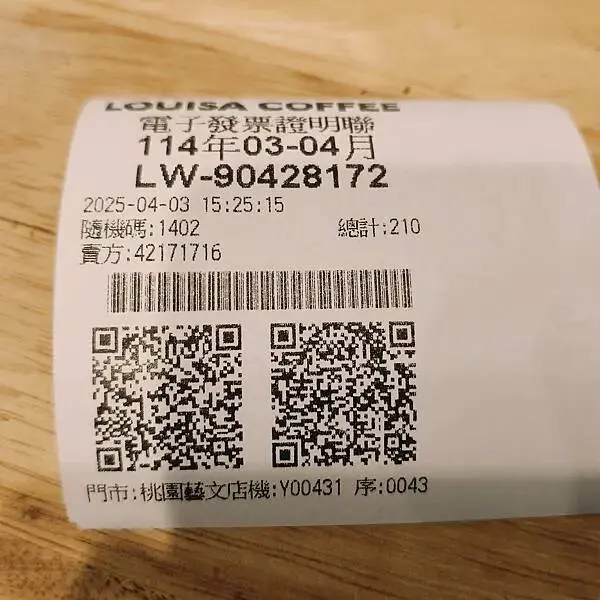 LOUISA COFFEE
電子發票證明聯
114年03-04月
LW-90428172
2025-04-03 15:25:15
隨機碼:1402 總計:210
賣方:42171716
門市:桃園藝文店機:Y00431 序:0043